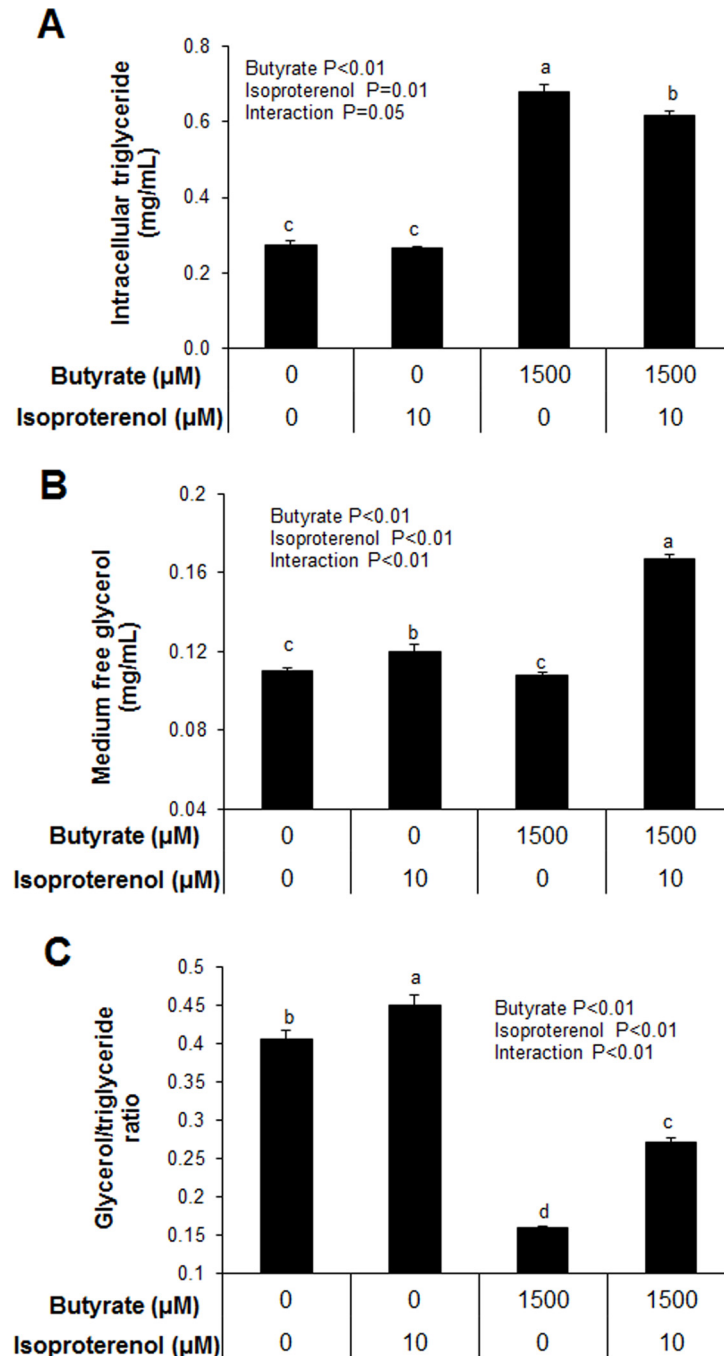 A
Intracellular triglyceride
(mg/mL)
0.8
0.6
0.4
0.2
0.0
Butyrate P<0.01
Isoproterenol P=0.01
Interaction P=0.05
c
c
a
b
Butyrate (µM) 0 0 1500 1500
Isoproterenol (µM) 0 10 0 10
B
Medium free glycerol
(mg/mL)
0.2
0.16
0.12
0.08
0.04
Butyrate P<0.01
Isoproterenol P<0.01
Interaction P<0.01
c
b
c
a
Butyrate (µM) 0 0 1500 1500
Isoproterenol (µM) 0 10 0 10
C
Glycerol/triglyceride
ratio
0.5
0.45
0.4
0.35
0.3
0.25
0.2
0.15
0.1
Butyrate P<0.01
Isoproterenol P<0.01
Interaction P<0.01
b
a
d
c
Butyrate (µM) 0 0 1500 1500
Isoproterenol (µM) 0 10 0 10